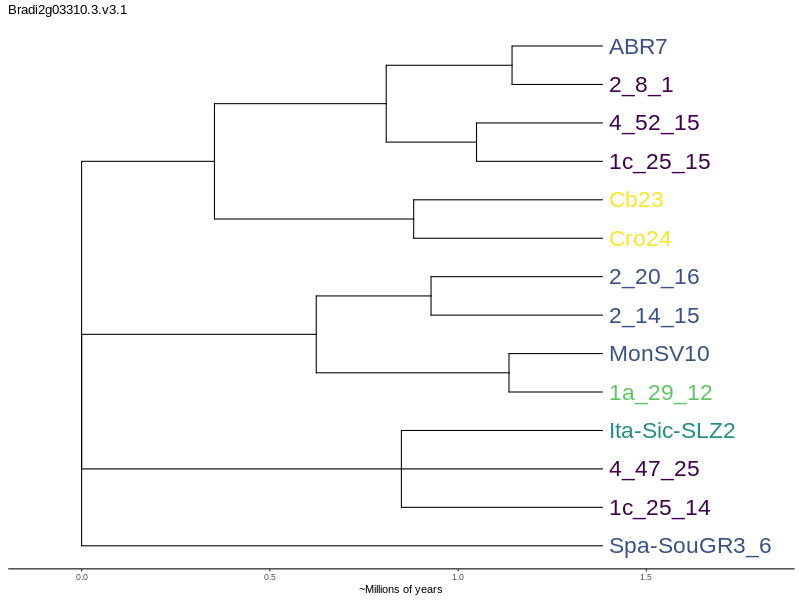 Bradi2g03310.3.v3.1
ABR7
2_8_1
4_52_15
1c_25_15
Cb23
Cro24
2_20_16
2_14_15
MonSV10
1a_29_12
Ita-Sic-SLZ2
4_47_25
1c_25_14
Spa-SouGR3_6
0.0 0.5 1.0 1.5
~Millions of years